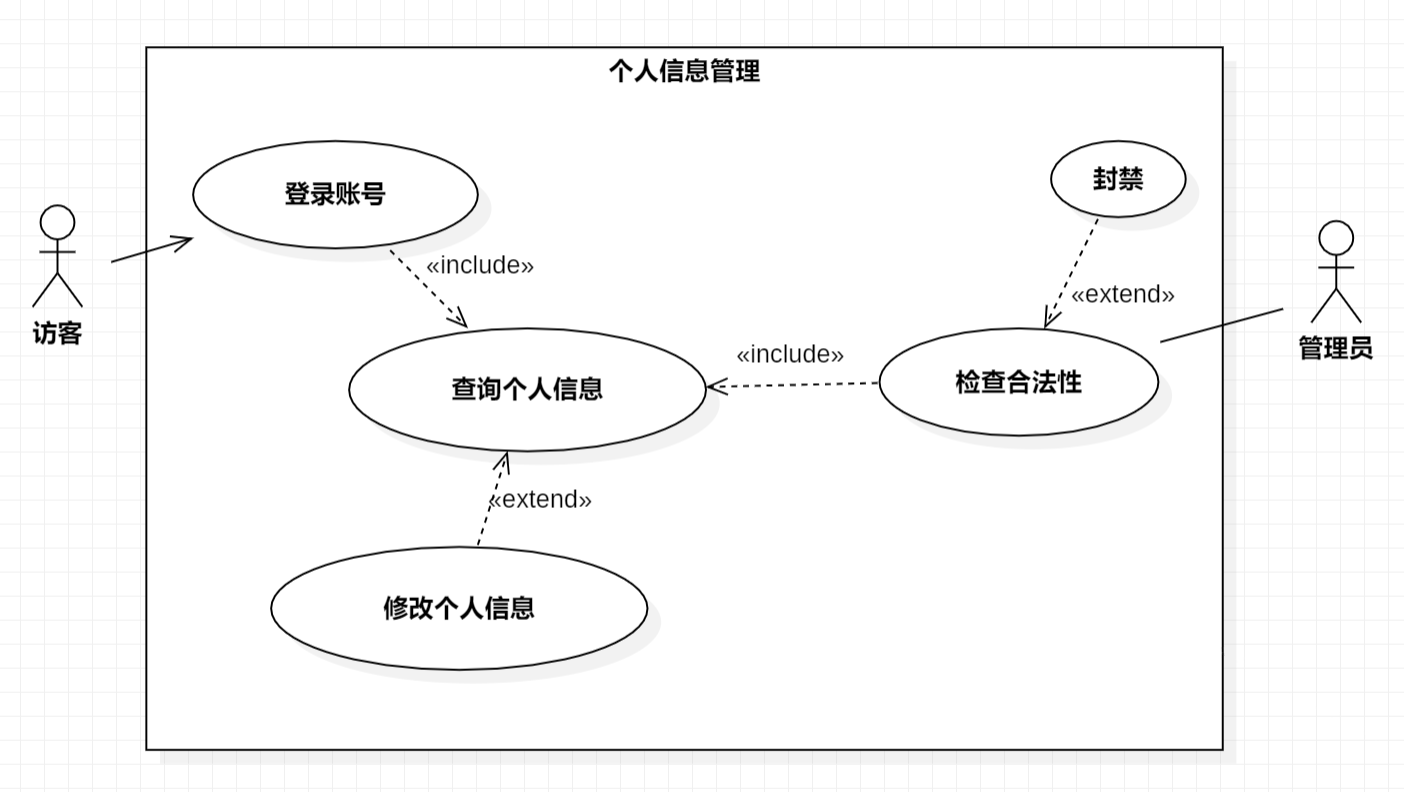 个人信息管理
登录账号
封禁
«include»
«extend»
访客
管理员
«include»
查询个人信息
检查合法性
«extend»
修改个人信息